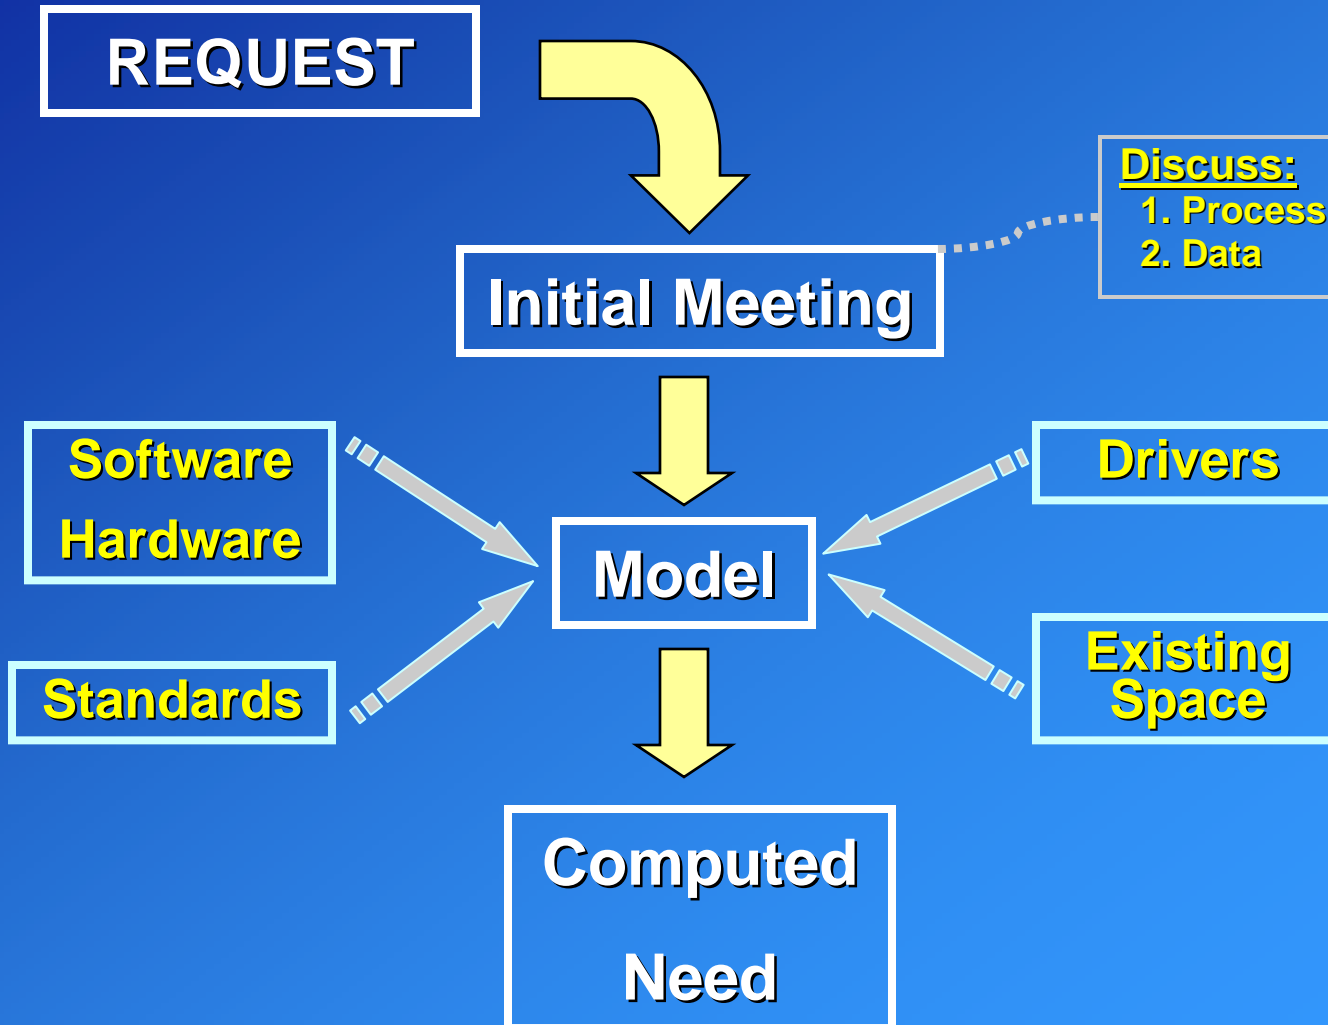 REQUEST
Discuss:
1. Process
2. Data
Initial Meeting
Software
Hardware
Drivers
Model
Standards
Existing
Space
Computed
Need